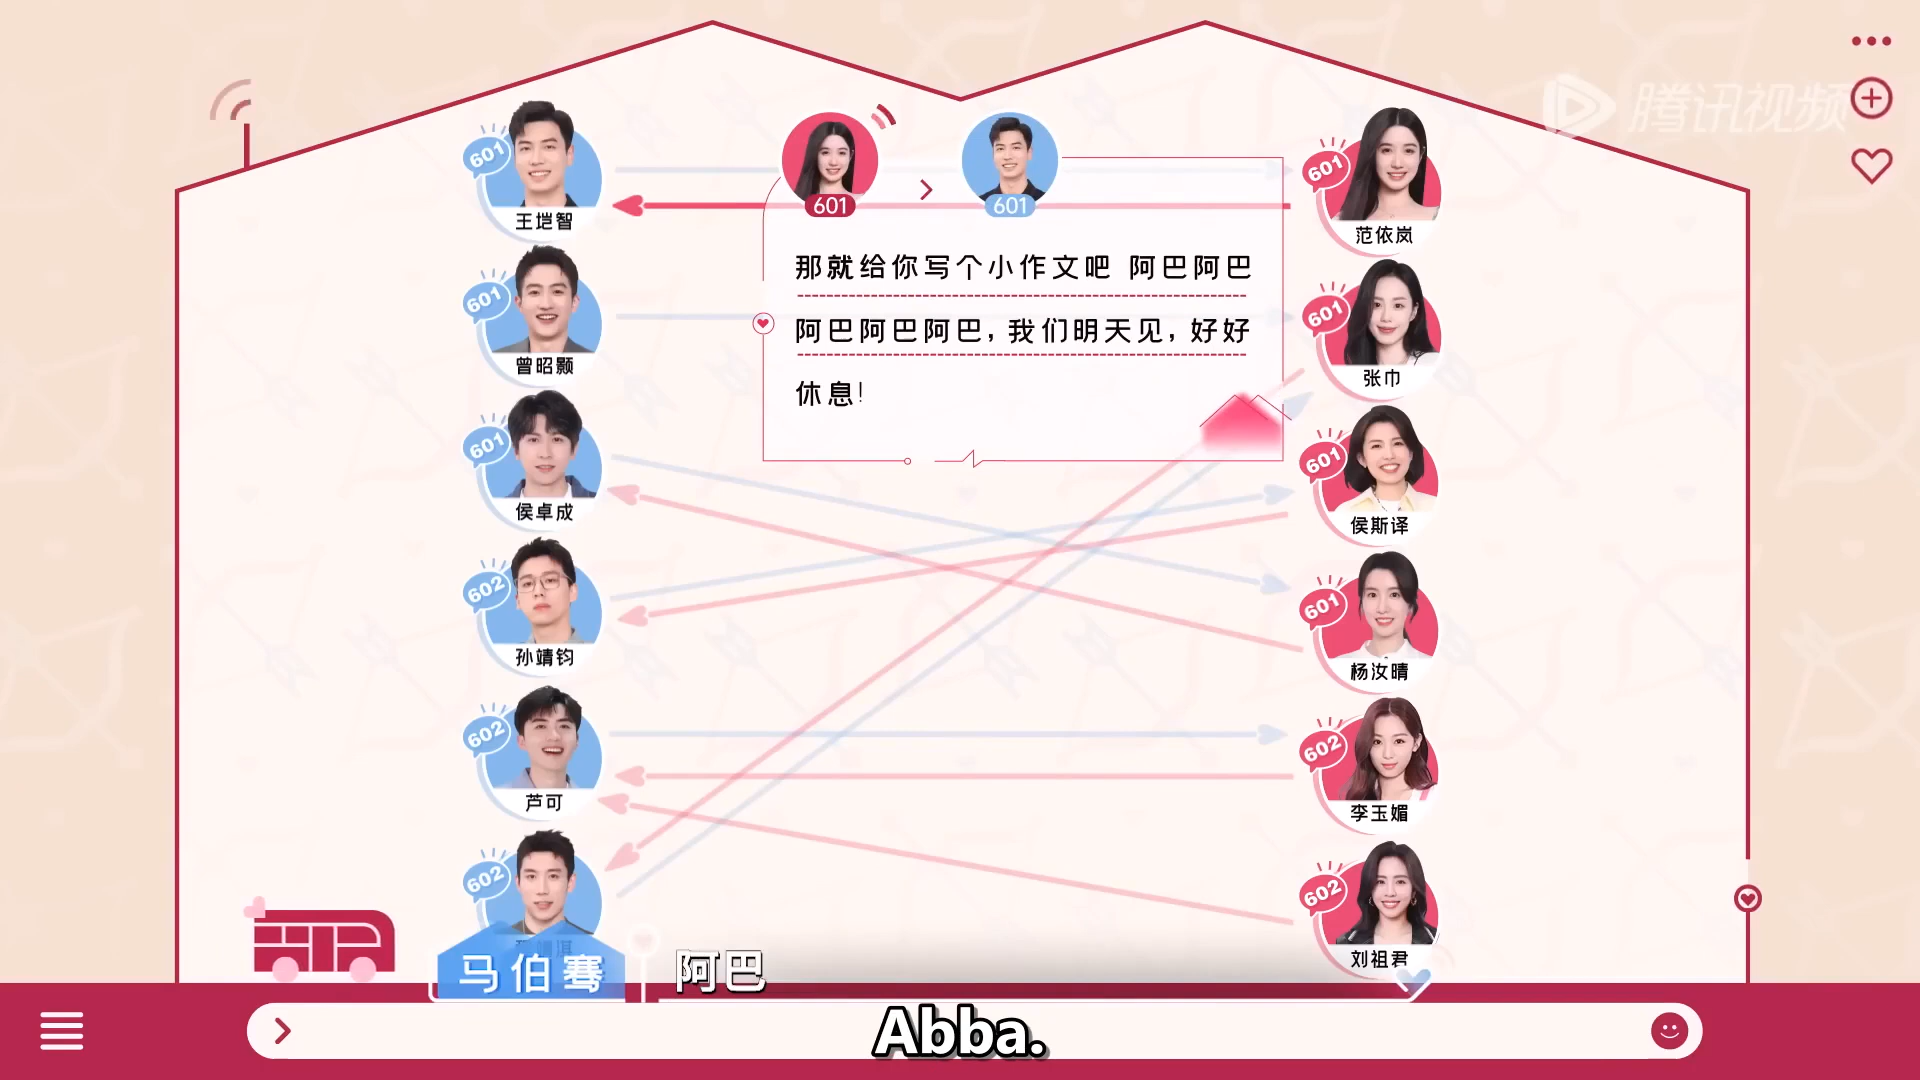 腾讯视频
601
王垲智
601
曾昭颢
601
侯卓成
602
孙靖钧
602
芦可
602
601
601
那就给你写个小作文吧 阿巴阿巴
阿巴阿巴阿巴，我们明天见，好好
休息！
601
范依岚
601
张巾
601
侯斯译
601
杨汝晴
602
李玉媚
602
刘祖君
马伯骞
阿巴
Abba.